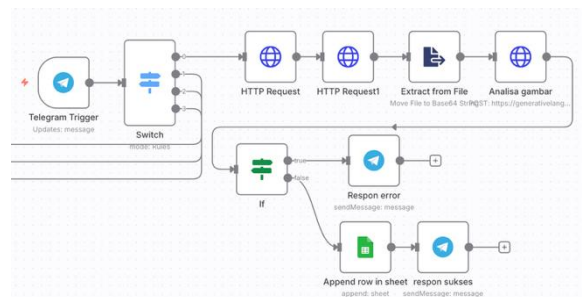 0
1
2
3
Telegram Trigger
Updates: message
Switch
mode: Rules
HTTP Request
HTTP Request1
Extract from File
Move File to Base64 String
Analisa gambar
POST: https://generativelang...
true
false
If
Respon error
sendMessage: message
Append row in sheet
append: sheet
respon sukses
sendMessage: message